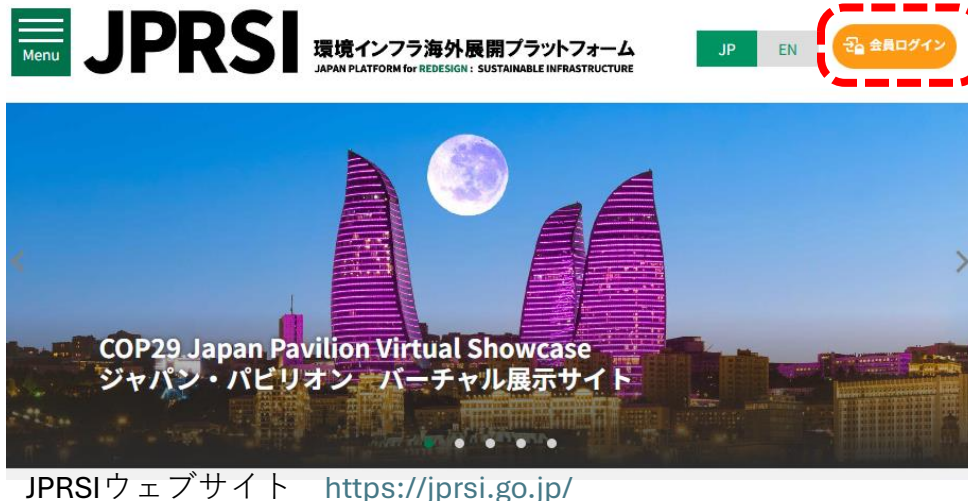 Menu
JPRSI
環境インフラ海外展開プラットフォーム
JAPAN PLATFORM for REDESIGN : SUSTAINABLE INFRASTRUCTURE
JP
EN
会員ログイン
COP29 Japan Pavilion Virtual Showcase
ジャパン・パビリオン バーチャル展示サイト
JPRSIウェブサイト https://jprsi.go.jp/